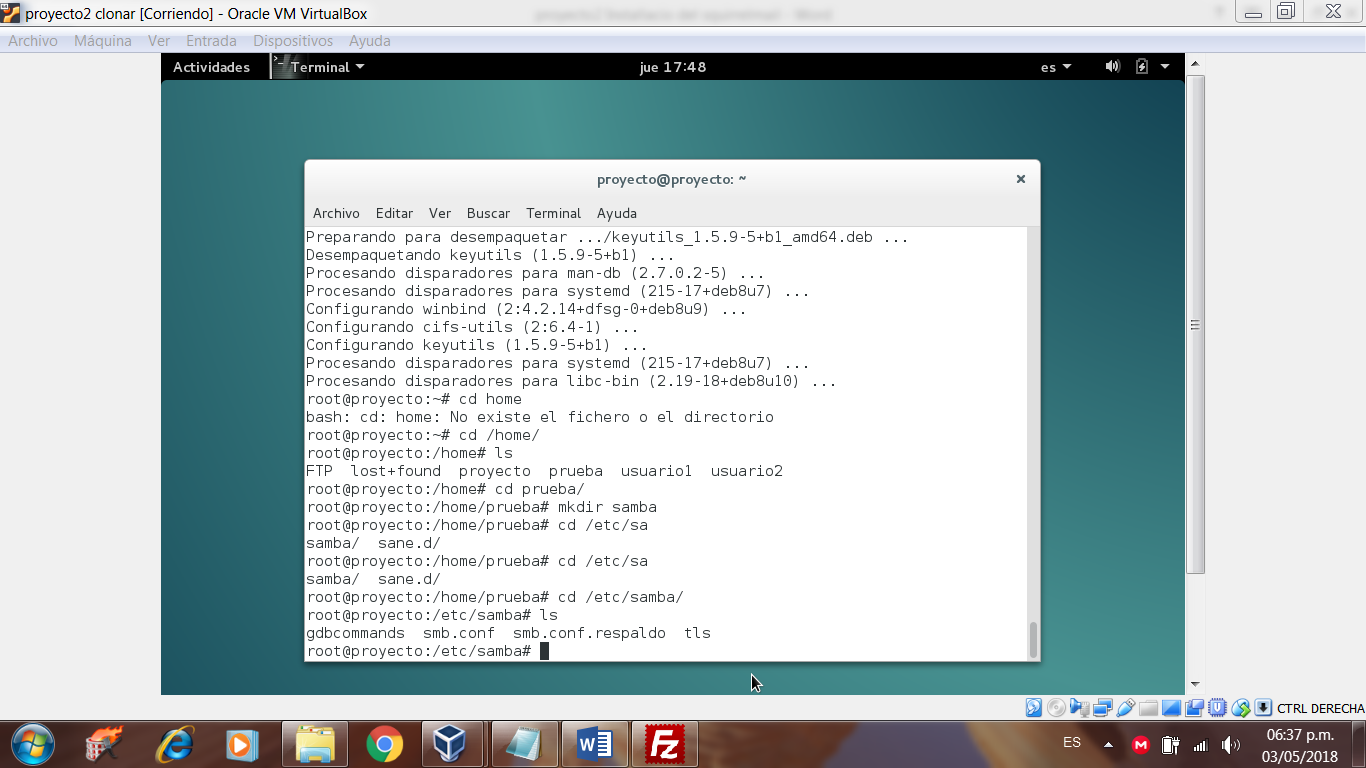 proyecto2 clonar [Corriendo] - Oracle VM VirtualBox
Archivo Máquina Ver Entrada Dispositivos Ayuda
Actividades Terminal jue 17:48 es
proyecto@proyecto: ~
Archivo Editar Ver Buscar Terminal Ayuda
Preparando para desempaquetar .../keyutils_1.5.9-5+b1_amd64.deb ...
Desempaquetando keyutils (1.5.9-5+b1) ...
Procesando disparadores para man-db (2.7.0.2-5) ...
Procesando disparadores para systemd (215-17+deb8u7) ...
Configurando winbind (2:4.2.14+dfsg-0+deb8u9) ...
Configurando cifs-utils (2:6.4-1) ...
Configurando keyutils (1.5.9-5+b1) ...
Procesando disparadores para systemd (215-17+deb8u7) ...
Procesando disparadores para libc-bin (2.19-18+deb8u10) ...
root@proyecto:~# cd home
bash: cd: home: No existe el fichero o el directorio
root@proyecto:~# cd /home/
root@proyecto:/home# ls
FTP lost+found proyecto prueba usuario1 usuario2
root@proyecto:/home# cd prueba/
root@proyecto:/home/prueba# mkdir samba
root@proyecto:/home/prueba# cd /etc/sa
samba/ sane.d/
root@proyecto:/home/prueba# cd /etc/sa
samba/ sane.d/
root@proyecto:/home/prueba# cd /etc/samba/
root@proyecto:/etc/samba# ls
gdbcommands smb.conf smb.conf.respaldo tls
root@proyecto:/etc/samba#
CTRL DERECHA
ES
06:37 p.m.
03/05/2018